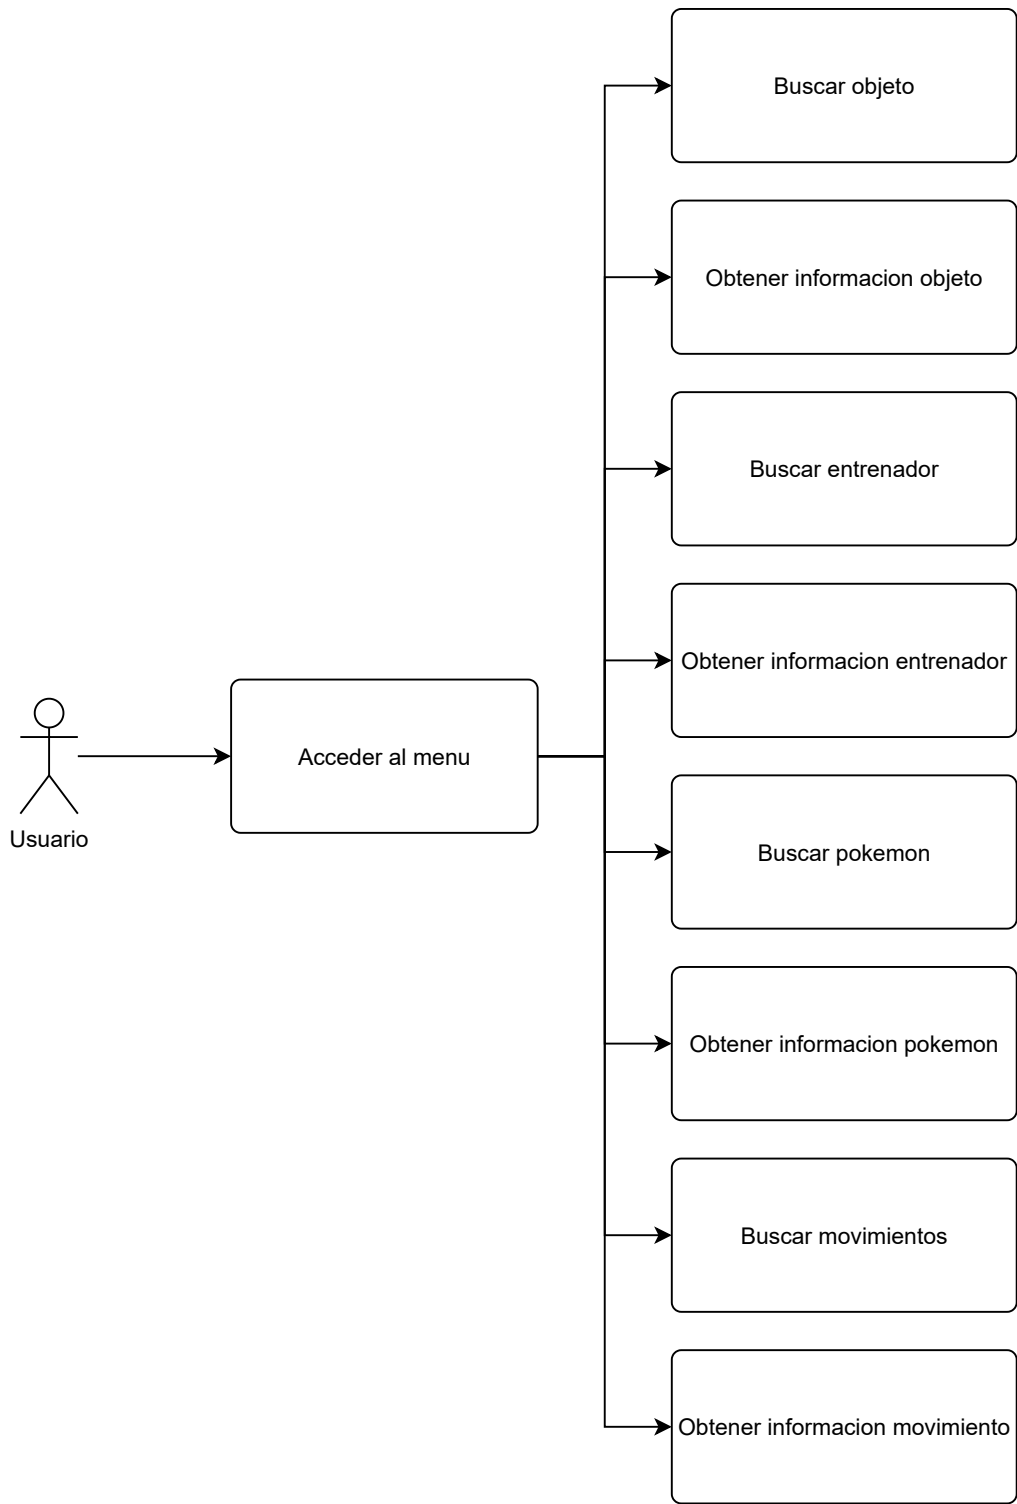 Buscar objeto
Obtener informacion objeto
Buscar entrenador
Obtener informacion entrenador
Acceder al menu
Usuario
Buscar pokemon
Obtener informacion pokemon
Buscar movimientos
Obtener informacion movimiento